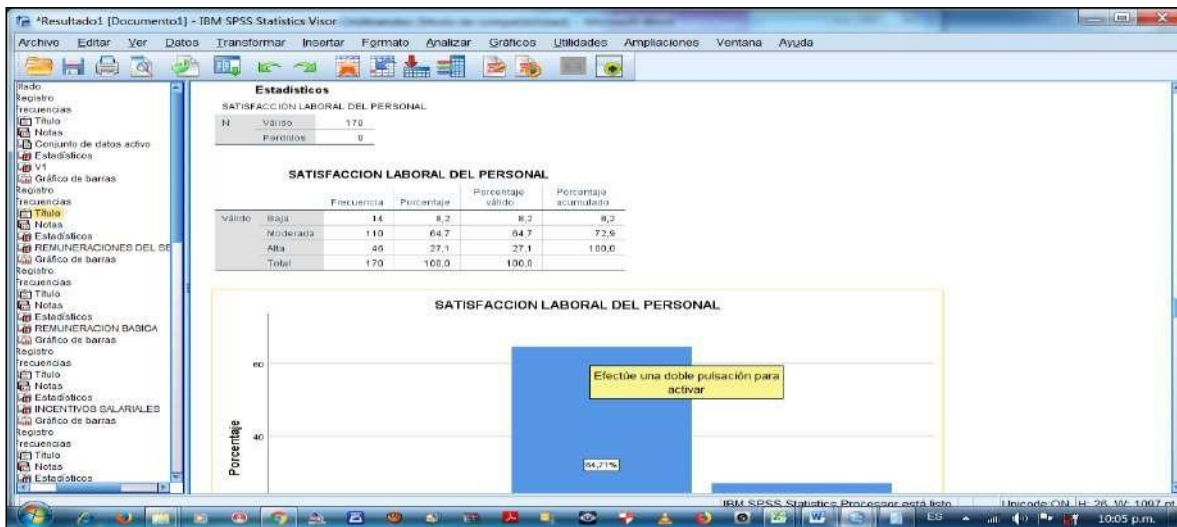 *Resultado1 [Documento1] - IBM SPSS Statistics Visor
Archivo Editar Ver Datos Transformar Insertar Formato Analizar Gráficos Utilidades Ampliaciones Ventana Ayuda
Registro
Título
Notas
Conjunto de datos activo
Estadísticos
V1
Gráfico de barras
Registro
Título
Notas
Estadísticos
REMUNERACIONES DEL SE
Gráfico de barras
Registro
Título
Notas
Estadísticos
REMUNERACION BASICA
Gráfico de barras
Registro
Título
Notas
Estadísticos
INCENTIVOS SALARIALES
Gráfico de barras
Registro
Título
Notas
Estadísticos
Estadísticos
SATISFACCION LABORAL DEL PERSONAL
N Válido 170
Perdidos 0
SATISFACCION LABORAL DEL PERSONAL
Frecuencia Porcentaje Porcentaje válido Porcentaje acumulado
Válido Baja 14 8,2 8,2 8,2
Moderada 110 64,7 64,7 72,9
Alta 46 27,1 27,1 100,0
Total 170 100,0 100,0
SATISFACCION LABORAL DEL PERSONAL
60
Efectúe una doble pulsación para
activar
Porcentaje
40
64,71%
IBM SPSS Statistics Processor está listo Unicode:ON H: 26, W: 1097 pt
ES 10:05 p.m.